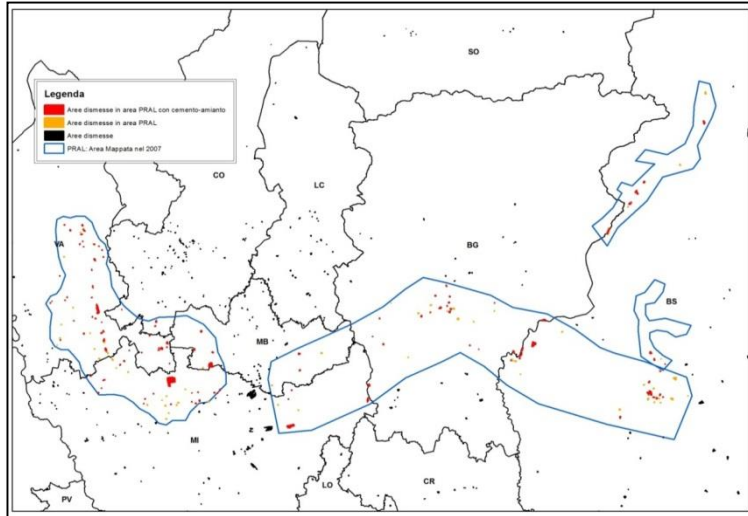 SO
Legenda
Aree dismesse in area PRAL con cemento-amianto
Aree dismesse in area PRAL
Aree dismesse
PRAL: Area Mappata nel 2007
CO
LC
VA
BG
BS
MB
MI
CR
LO
PV